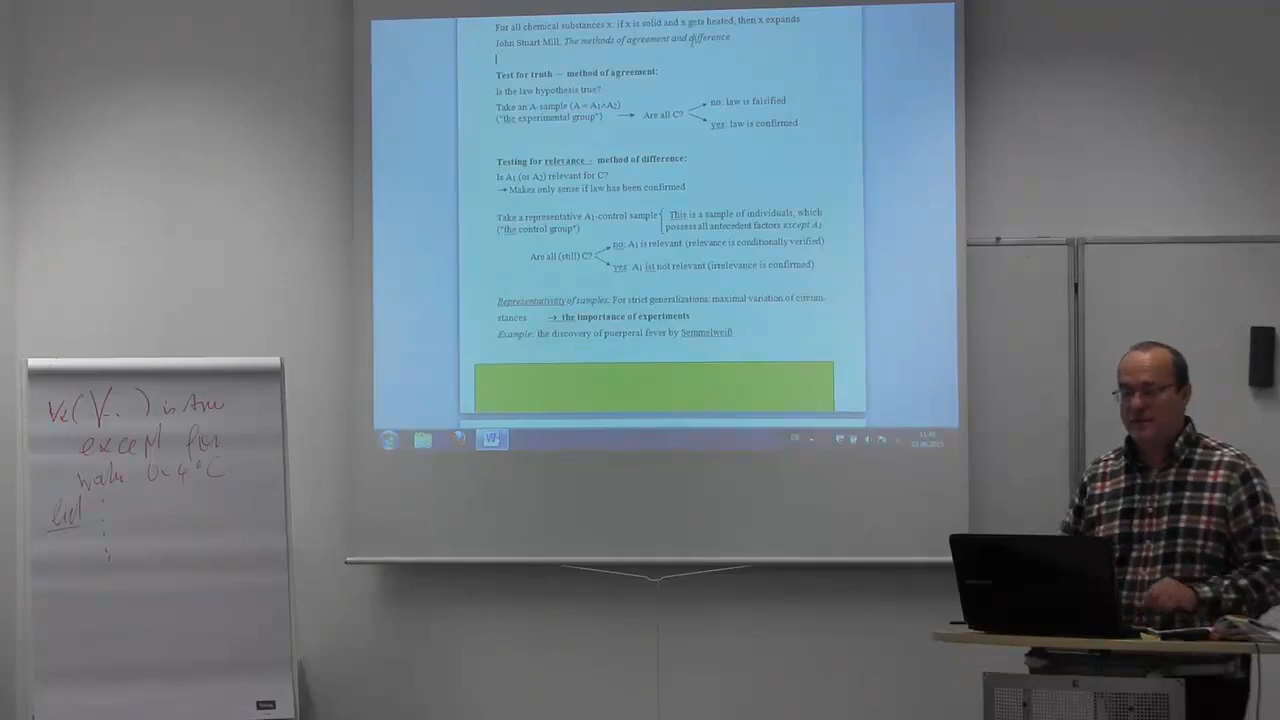 For all chemical substances x: if x is solid and x gets heated, then x expands
John Stuart Mill. The methods of agreement and difference
Test for truth – method of agreement:
Is the law hypothesis true?
Take an A-sample (A = A1∧A2)
("the experimental group")
Are all C?
no: law is falsified
yes: law is confirmed
Testing for relevance – method of difference:
Is A1 (or A2) relevant for C?
→ Makes only sense if law has been confirmed
Take a representative A1-control sample
("the control group")
This is a sample of individuals, which
possess all antecedent factors except A1
Are all (still) C?
no: A1 is relevant (relevance is conditionally verified)
yes: A1 ist not relevant (irrelevance is confirmed)
Representativity of samples: For strict generalizations: maximal variation of circum-
stances → the importance of experiments
Example: the discovery of puerperal fever by Semmelweiß
DE
is
except for
4°C